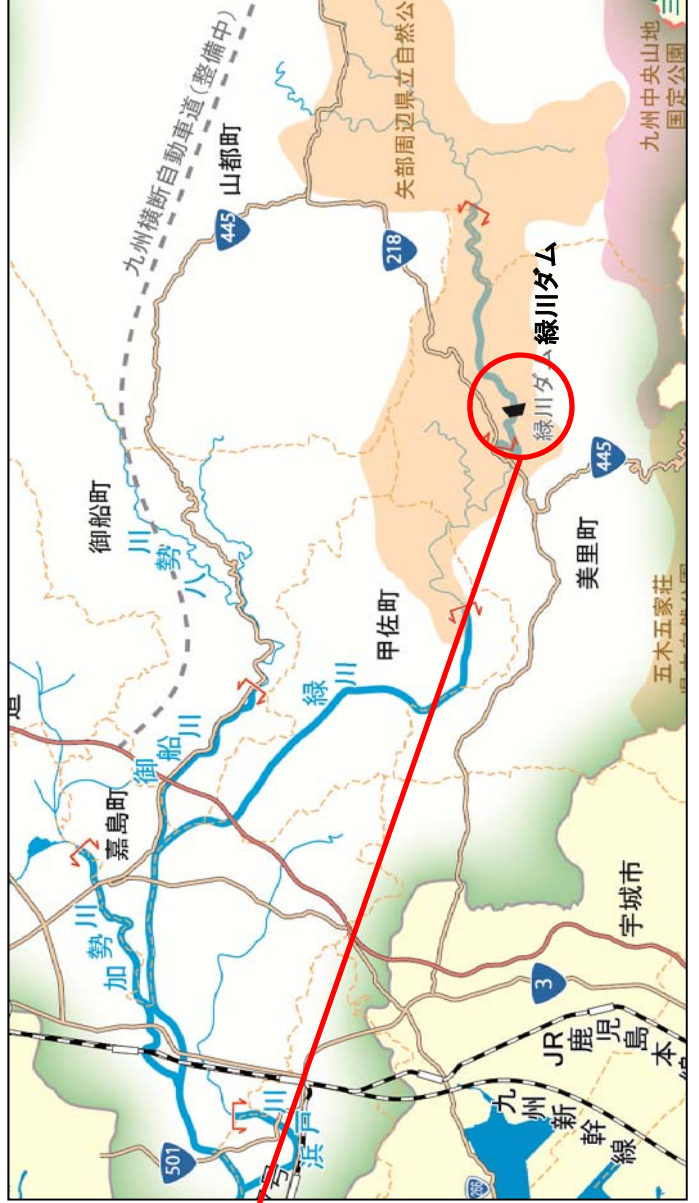 九州横断自動車道(整備中)
矢部周辺県立自然公
山都町
445
218
九州中央山地
国定公園
御船町
八勢川
緑川ダム
緑川ダム
445
美里町
甲佐町
緑川
五木五家荘
御船川
嘉島町
加勢川
宇城市
3
JR鹿児島本
九州新幹線
浜戸川
501
266